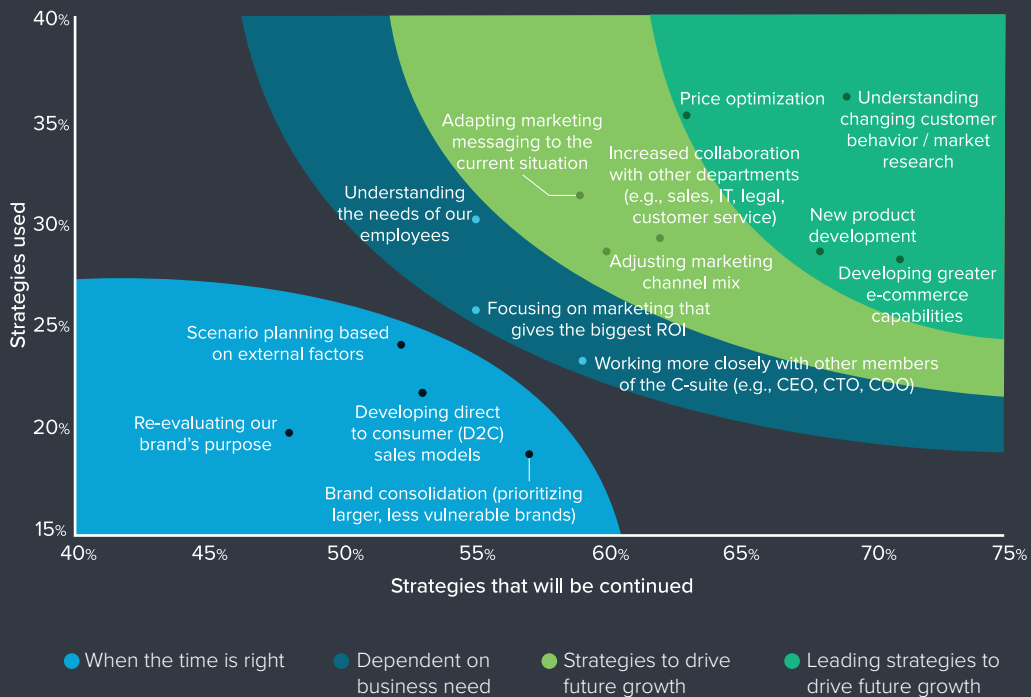 40%
35%
30%
25%
20%
15%
Strategies used
Price optimization
Understanding
changing customer
behavior / market
research
Adapting marketing
messaging to the
current situation
Increased collaboration
with other departments
(e.g., sales, IT, legal,
customer service)
Understanding
the needs of our
employees
New product
development
Adjusting marketing
channel mix
Developing greater
e-commerce
capabilities
Focusing on marketing that
gives the biggest ROI
Scenario planning based
on external factors
Working more closely with other members
of the C-suite (e.g., CEO, CTO, COO)
Developing direct
to consumer (D2C)
sales models
Re-evaluating our
brand's purpose
Brand consolidation (prioritizing
larger, less vulnerable brands)
40% 45% 50% 55% 60% 65% 70% 75%
Strategies that will be continued
When the time is right
Dependent on
business need
Strategies to drive
future growth
Leading strategies to
drive future growth